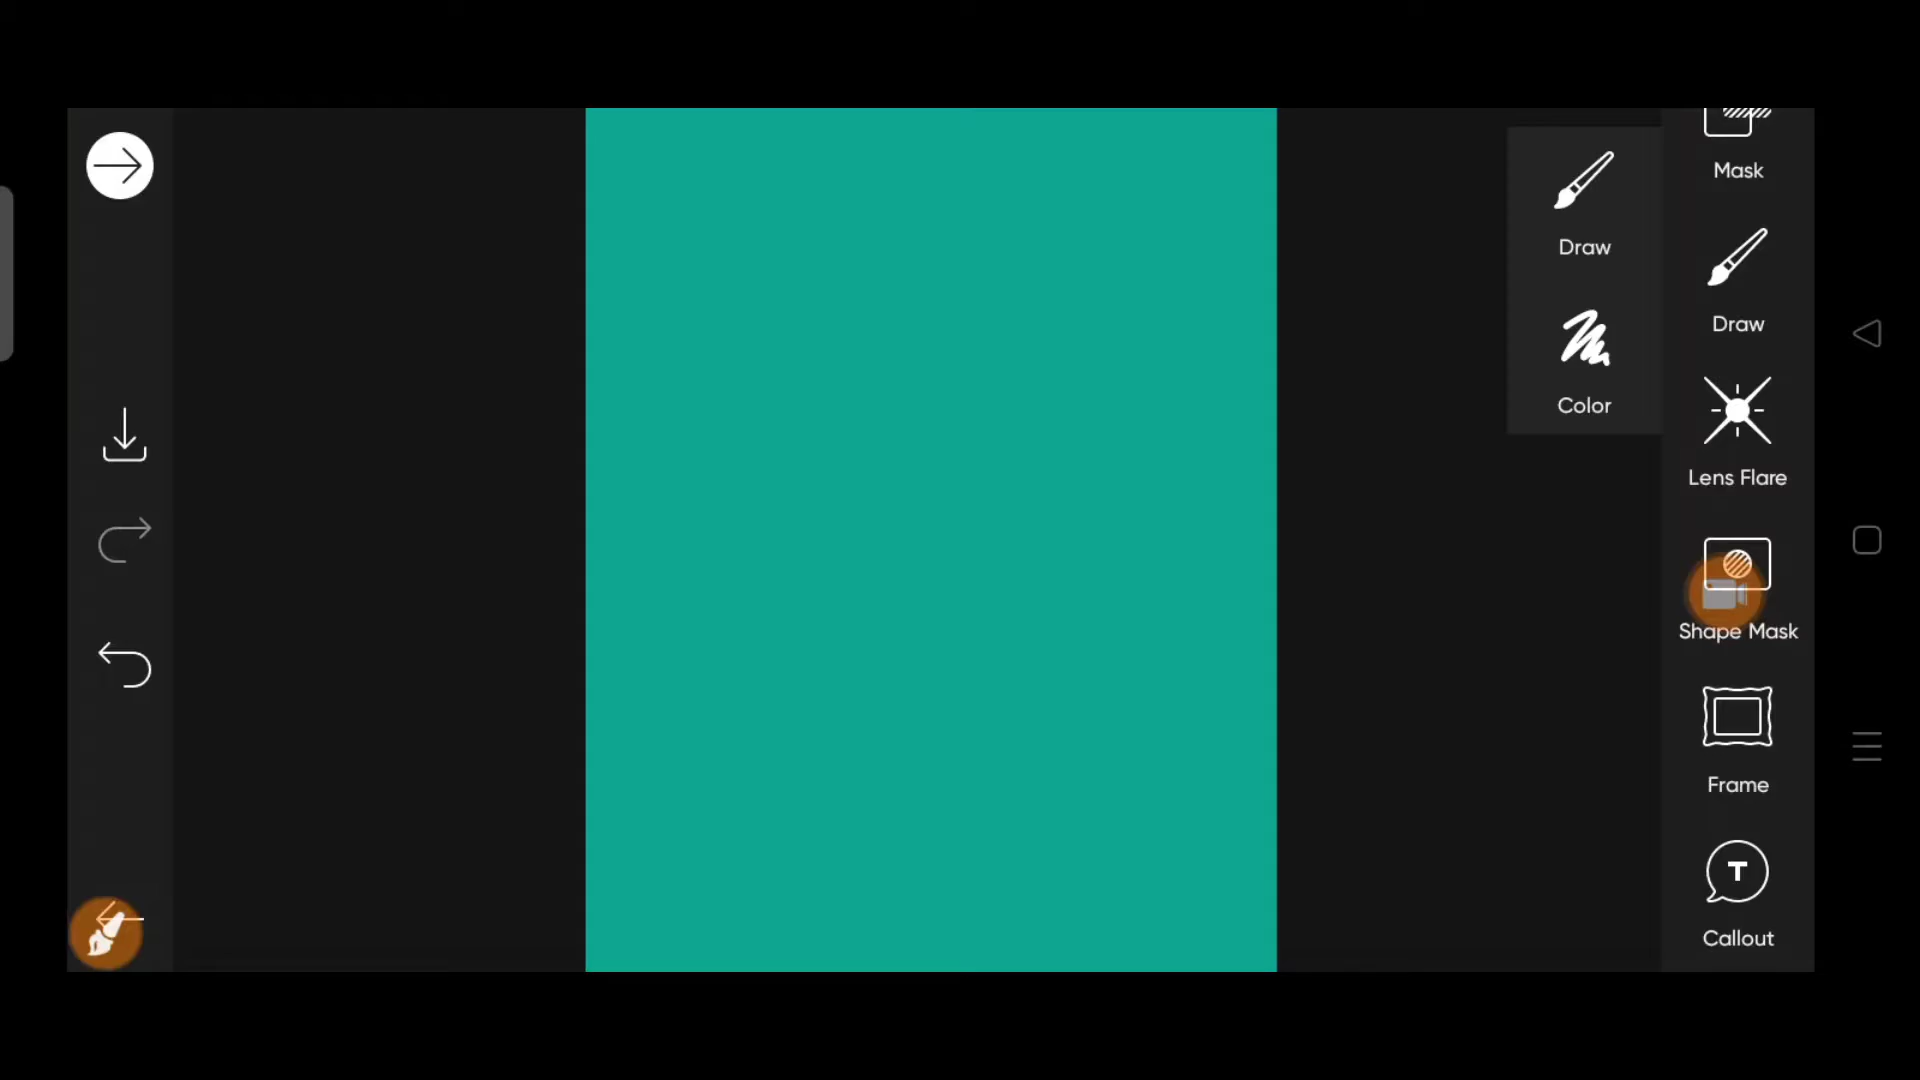 Draw
Color
Mask
Draw
Lens Flare
Shape Mask
Frame
T
Callout